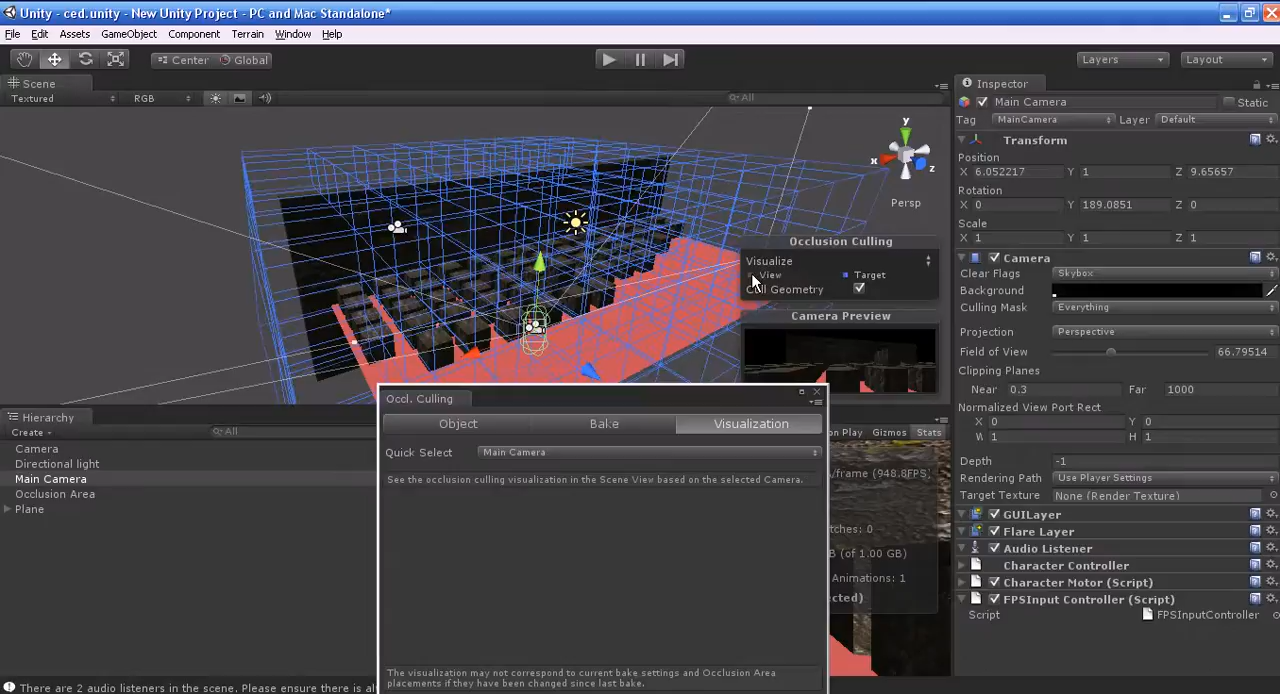 Unity - ced.unity - New Unity Project - PC and Mac Standalone*
File Edit Assets GameObject Component Terrain Window Help
Center Global
Layers Layout
Scene
Textured RGB All
y
x
z
Persp
Occlusion Culling
Visualize
View Target
Cull Geometry
Camera Preview
Inspector
Main Camera Static
Tag MainCamera Layer Default
Transform
Position
X 6.052217 Y 1 Z 9.65657
Rotation
X 0 Y 189.0851 Z 0
Scale
X 1 Y 1 Z 1
Camera
Clear Flags Skybox
Background
Culling Mask Everything
Projection Perspective
Field of View 66.79514
Clipping Planes
Near 0.3 Far 1000
Normalized View Port Rect
X 0 Y 0
W 1 H 1
Depth -1
Rendering Path Use Player Settings
Target Texture None (Render Texture)
GUILayer
Flare Layer
Audio Listener
Character Controller
Character Motor (Script)
FPSInput Controller (Script)
Script FPSInputController
Hierarchy
Create All
Camera
Directional light
Main Camera
Occlusion Area
Plane
Occl. Culling
Object Bake Visualization
Quick Select Main Camera
See the occlusion culling visualization in the Scene View based on the selected Camera.
The visualization may not correspond to current bake settings and Occlusion Area
placements if they have been changed since last bake.
on Play Gizmos Stats
/frame (948.8FPS)
tches: 0
B (of 1.00 GB)
Animations: 1
ected)
There are 2 audio listeners in the scene. Please ensure there is al